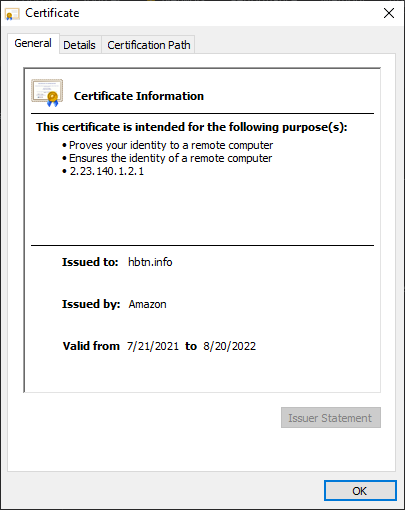 Certificate
General Details Certification Path
Certificate Information
This certificate is intended for the following purpose(s):
• Proves your identity to a remote computer
• Ensures the identity of a remote computer
• 2.23.140.1.2.1
Issued to: hbtn.info
Issued by: Amazon
Valid from 7/21/2021 to 8/20/2022
Issuer Statement
OK